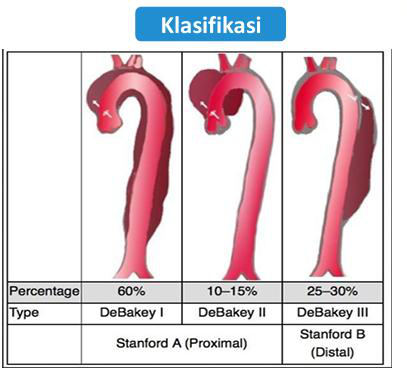 Klasifikasi
Percentage 60% 10–15% 25–30%
Type DeBakey I DeBakey II DeBakey III
Stanford A (Proximal) Stanford B
(Distal)